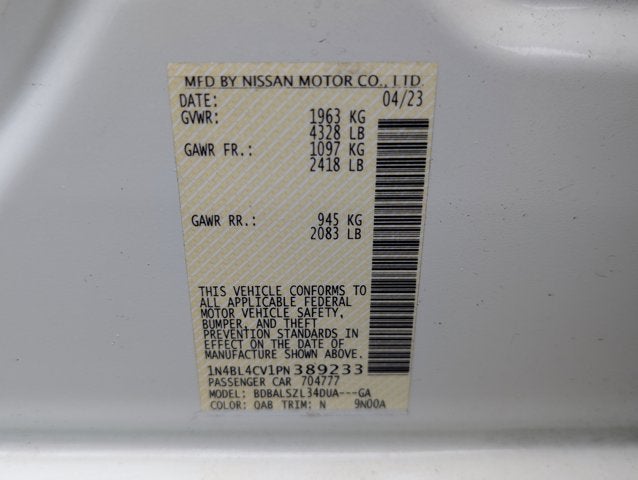 MFD BY NISSAN MOTOR CO., LTD.
DATE: 04/23
GVWR: 1963 KG
4328 LB
GAWR FR.: 1097 KG
2418 LB
GAWR RR.: 945 KG
2083 LB
THIS VEHICLE CONFORMS TO
ALL APPLICABLE FEDERAL
MOTOR VEHICLE SAFETY,
BUMPER, AND THEFT
PREVENTION STANDARDS IN
EFFECT ON THE DATE OF
MANUFACTURE SHOWN ABOVE.
1N4BL4CV1PN389233
PASSENGER CAR 704777
MODEL: BDBALSZL34DUA---GA
COLOR: QAB TRIM: N 9N00A